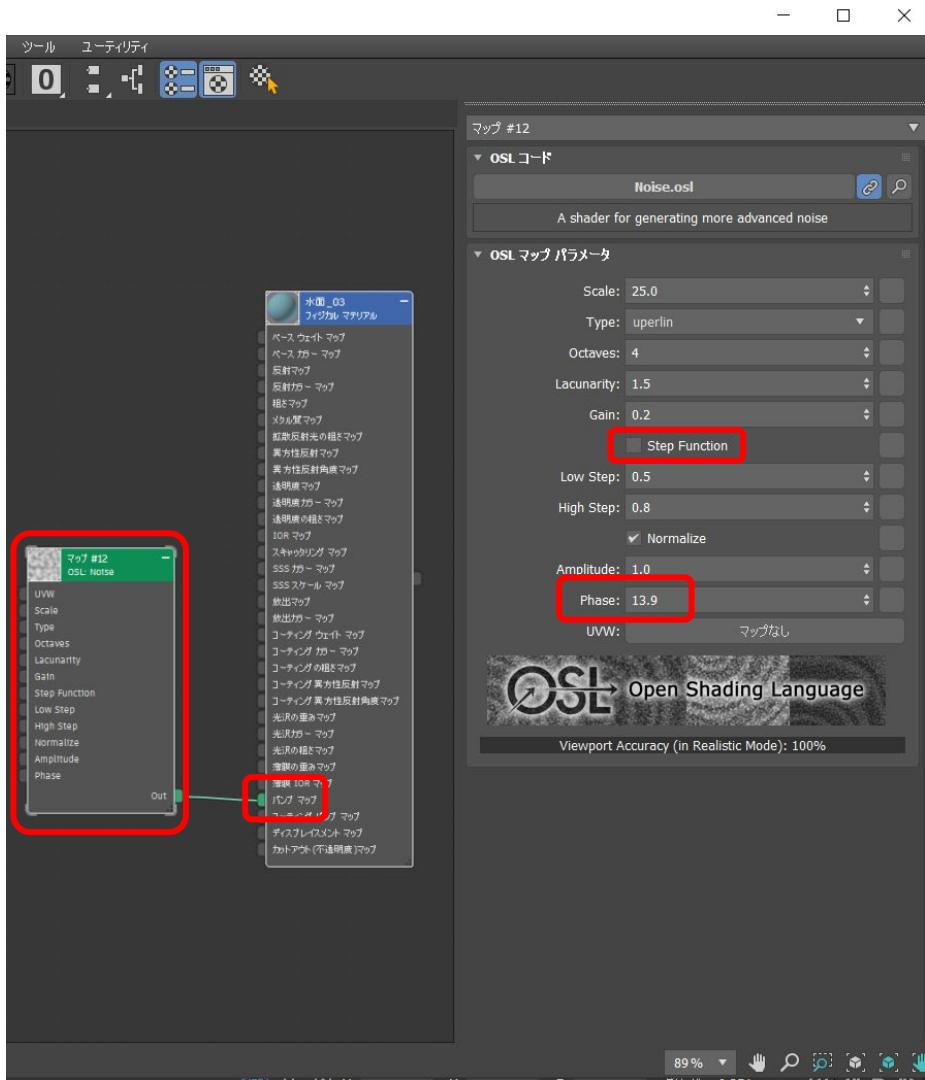 ツール ユーティリティ
0
マップ #12
OSL コード
Noise.osl
A shader for generating more advanced noise
OSL マップ パラメータ
Scale: 25.0
Type: uperlin
Octaves: 4
Lacunarity: 1.5
Gain: 0.2
Step Function
Low Step: 0.5
High Step: 0.8
Normalize
Amplitude: 1.0
Phase: 13.9
UVW: マップなし
OSL Open Shading Language
Viewport Accuracy (in Realistic Mode): 100%
水面_03
フィジカル マテリアル
ベース ウェイト マップ
ベース カラー マップ
反射マップ
反射カラー マップ
粗さマップ
メタル質マップ
拡散反射光の粗さマップ
異方性反射マップ
異方性反射角度マップ
透明度マップ
透明度カラー マップ
透明度の粗さマップ
IOR マップ
スキャタリング マップ
SSS カラー マップ
SSS スケール マップ
放出マップ
放出カラー マップ
コーティング ウェイト マップ
コーティング カラー マップ
コーティングの粗さマップ
コーティング 異方性反射マップ
コーティング 異方性反射角度マップ
光沢の重みマップ
光沢カラー マップ
光沢の粗さマップ
薄膜の重みマップ
薄膜 IOR マップ
バンプ マップ
コーティング バンプ マップ
ディスプレイスメント マップ
カットアウト(不透明度)マップ
マップ #12
OSL: Noise
UVW
Scale
Type
Octaves
Lacunarity
Gain
Step Function
Low Step
High Step
Normalize
Amplitude
Phase
Out
89%